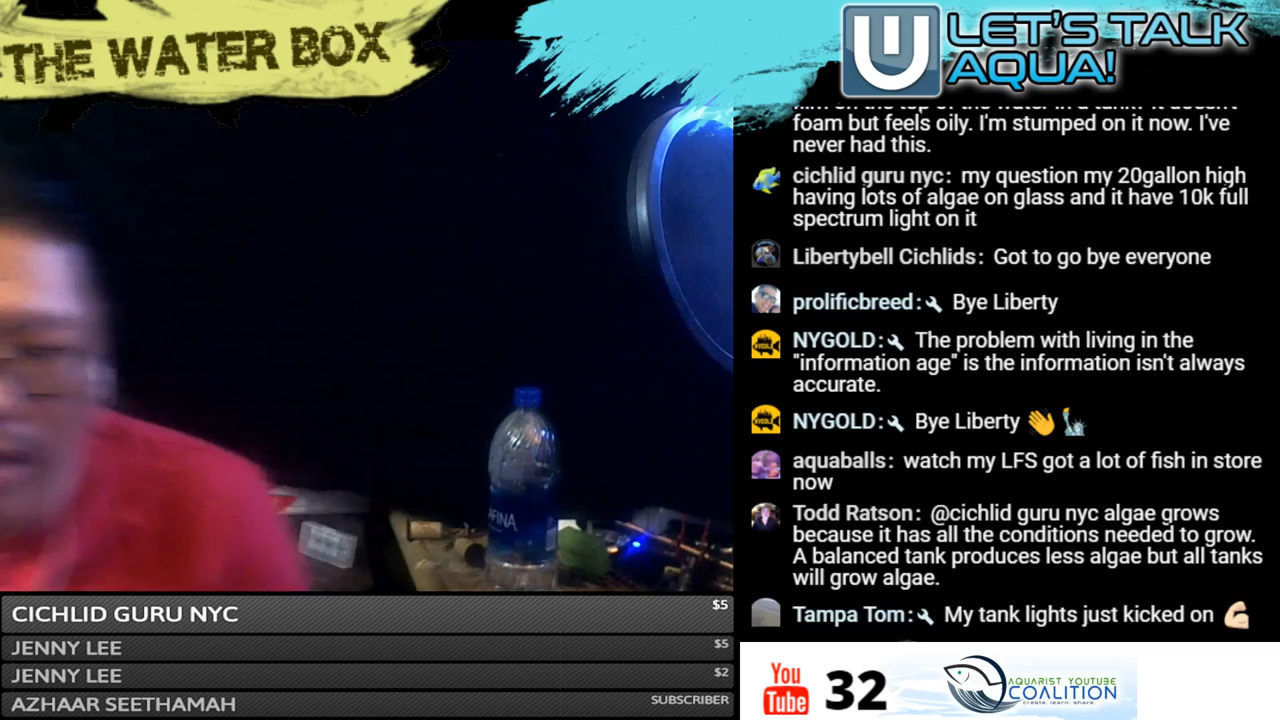 THE WATER BOX
LET'S TALK
AQUA!
foam but feels oily. I'm stumped on it now. I've
never had this.
cichlid guru nyc: my question my 20gallon high
having lots of algae on glass and it have 10k full
spectrum light on it
Libertybell Cichlids: Got to go bye everyone
prolificbreed: Bye Liberty
NYGOLD: The problem with living in the
"information age" is the information isn't always
accurate.
NYGOLD: Bye Liberty 👋🗽
aquaballs: watch my LFS got a lot of fish in store
now
Todd Ratson: @cichlid guru nyc algae grows
because it has all the conditions needed to grow.
A balanced tank produces less algae but all tanks
will grow algae.
Tampa Tom: My tank lights just kicked on 💪🏻
AFINA
CICHLID GURU NYC $5
JENNY LEE $5
JENNY LEE $2
AZHAAR SEETHAMAH SUBSCRIBER
You
Tube
32
AQUARIST YOUTUBE
COALITION
create. learn. share.